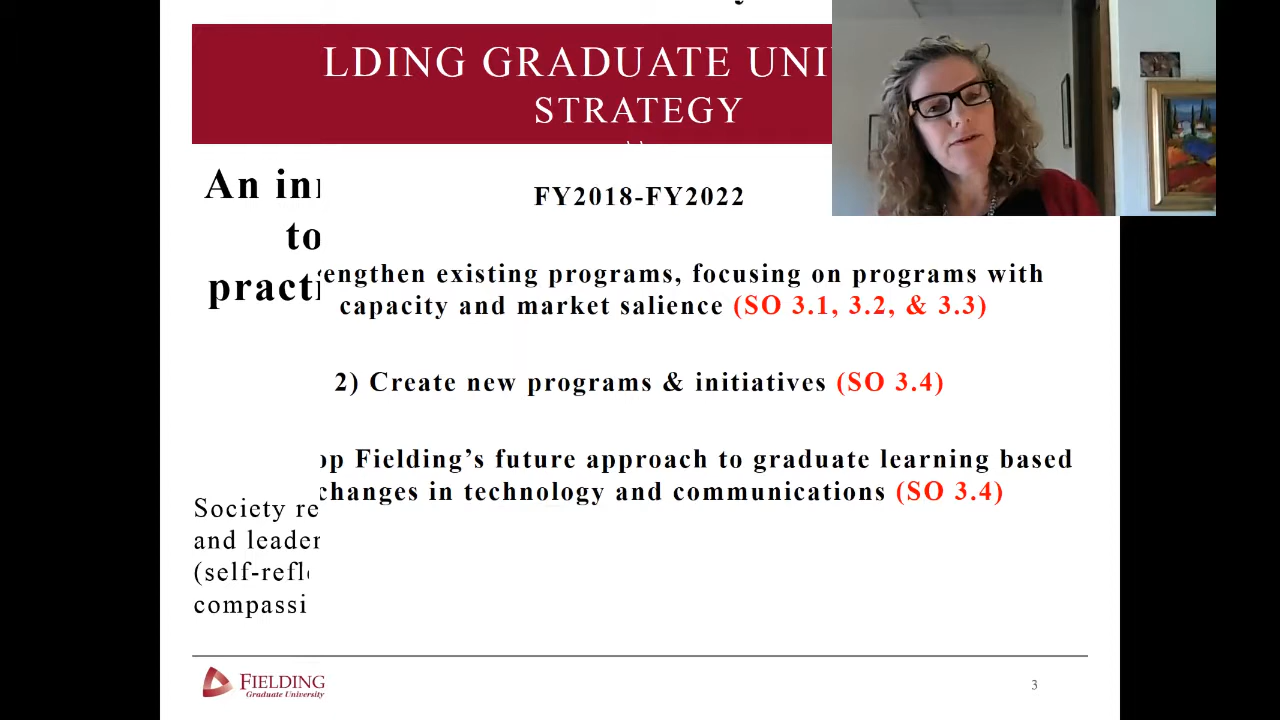 LDING GRADUATE UNI
STRATEGY
FY2018-FY2022
An in
to
practi
engthen existing programs, focusing on programs with
capacity and market salience (SO 3.1, 3.2, & 3.3)
2) Create new programs & initiatives (SO 3.4)
op Fielding’s future approach to graduate learning based
changes in technology and communications (SO 3.4)
Society re
and leader
(self-refl
compassi
FIELDING
Graduate University
3